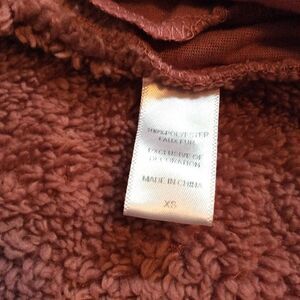 100% POLYESTER
FAUX FUR
EXCLUSIVE OF
DECORATION
MADE IN CHINA
XS